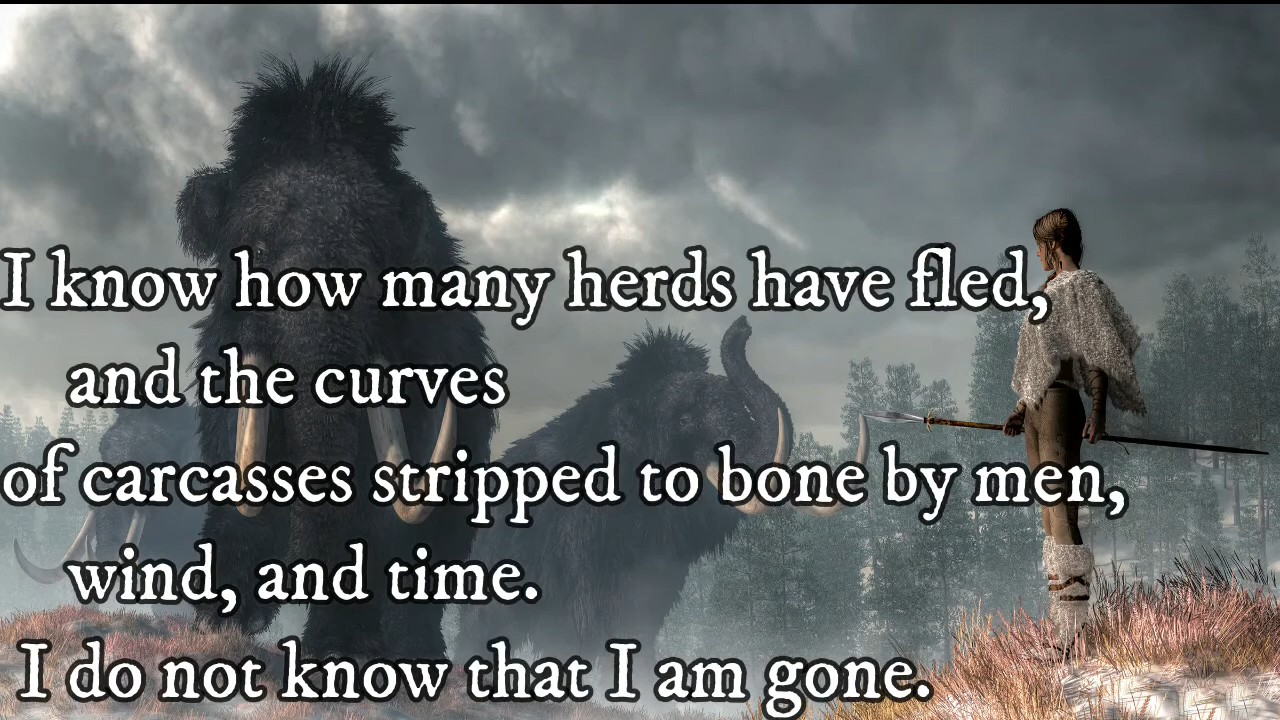 I know how many herds have fled,
and the curves
of carcasses stripped to bone by men,
wind, and time.
I do not know that I am gone.